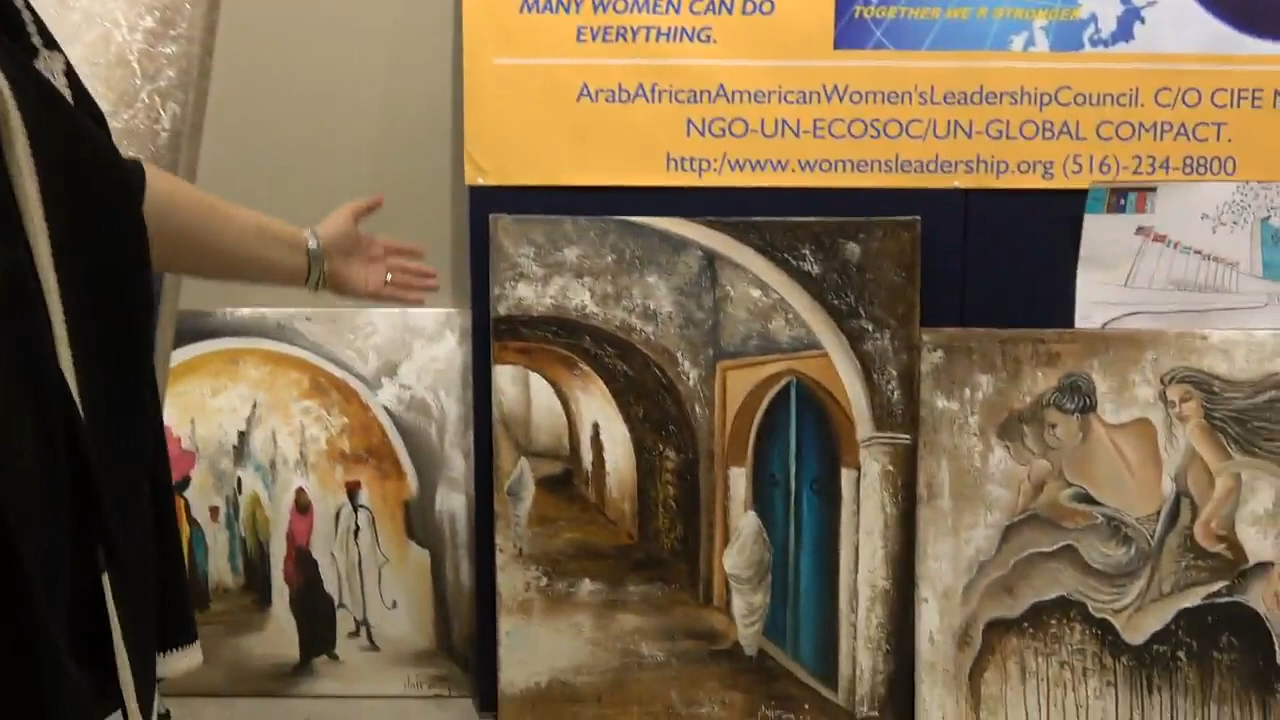 MANY WOMEN CAN DO
EVERYTHING.
TOGETHER WE R STRONGER
ArabAfricanAmericanWomen'sLeadershipCouncil. C/O CIFE
NGO-UN-ECOSOC/UN-GLOBAL COMPACT.
http:/www.womensleadership.org (516)-234-8800